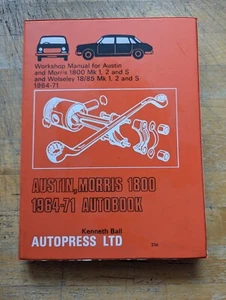 Workshop Manual for Austin
and Morris 1800 Mk 1, 2 and S
and Wolseley 18/85 Mk 1, 2 and S
1964-71
AUSTIN, MORRIS 1800
1964-71 AUTOBOOK
Kenneth Ball
AUTOPRESS LTD